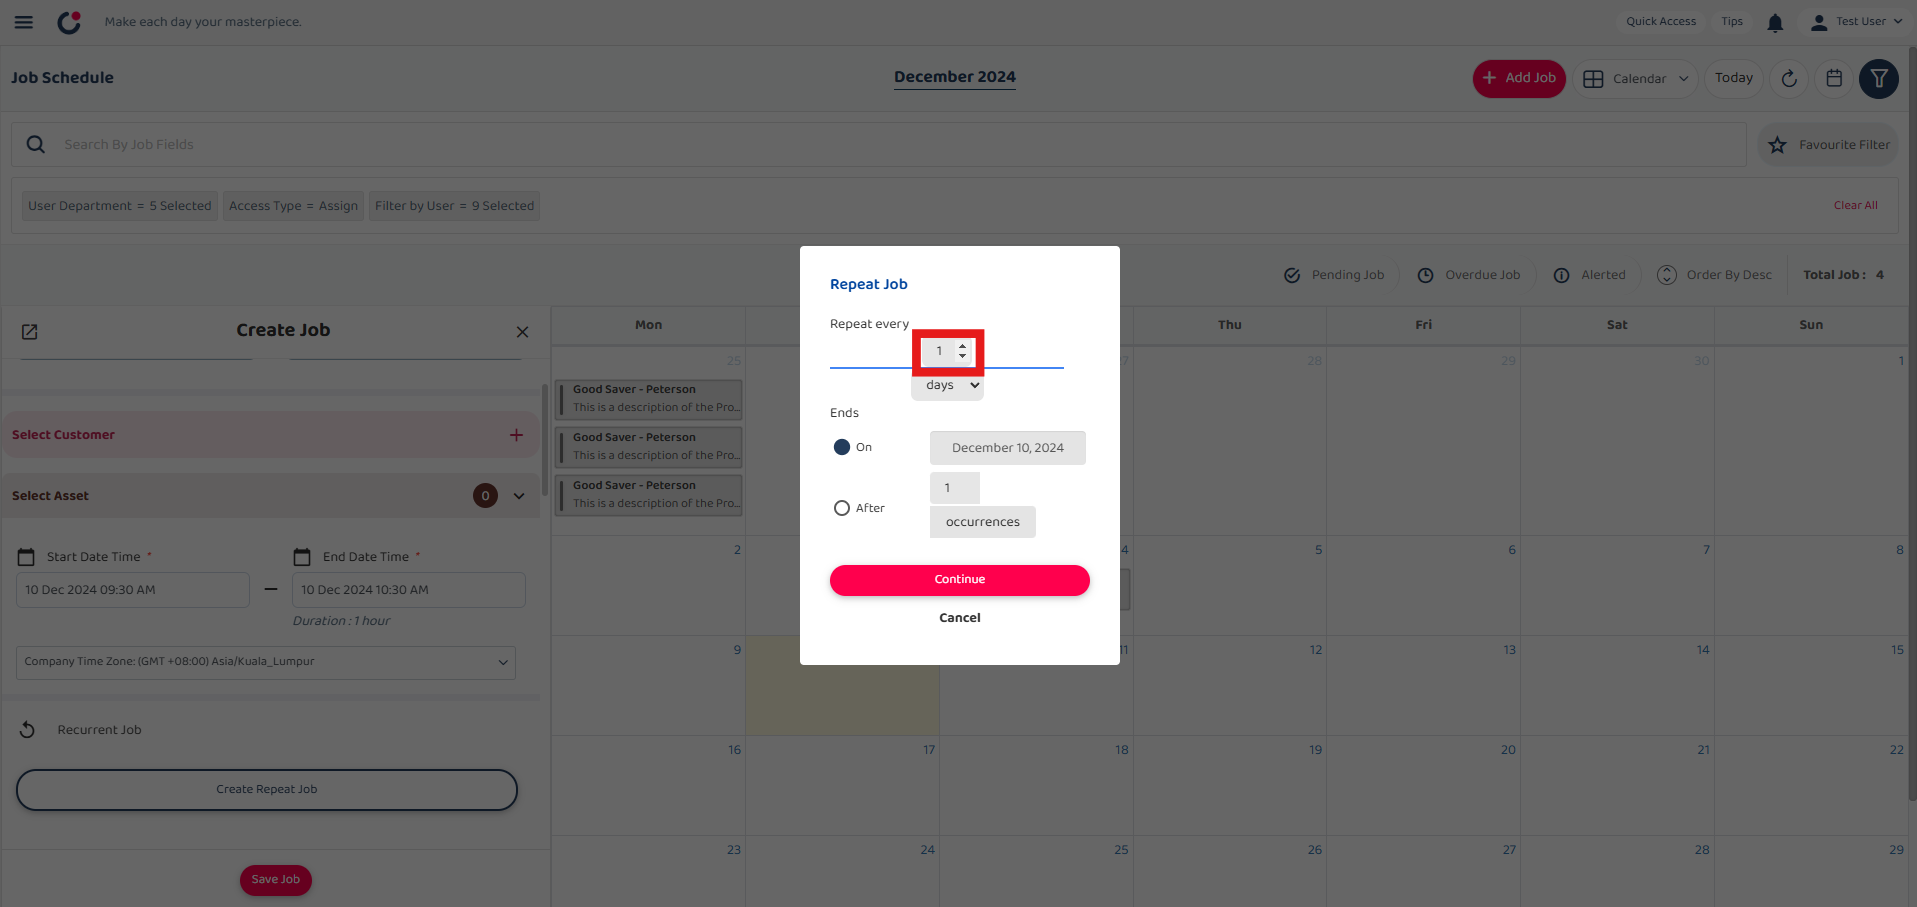 Make each day your masterpiece.
Quick Access
Tips
Test User
Job Schedule
December 2024
Add Job
Calendar
Today
Search By Job Fields
Favourite Filter
User Department = 5 Selected
Access Type = Assign
Filter by User = 9 Selected
Clear All
Pending Job
Overdue Job
Alerted
Order By Desc
Total Job : 4
Create Job
Select Customer
Select Asset
0
Start Date Time *
End Date Time *
10 Dec 2024 09:30 AM
10 Dec 2024 10:30 AM
Duration : 1 hour
Company Time Zone: (GMT +08:00) Asia/Kuala_Lumpur
Recurrent Job
Create Repeat Job
Save Job
Mon
Thu
Fri
Sat
Sun
25
27
28
29
30
1
Good Saver - Peterson
This is a description of the Pro...
Good Saver - Peterson
This is a description of the Pro...
Good Saver - Peterson
This is a description of the Pro...
2
4
5
6
7
8
9
11
12
13
14
15
16
17
18
19
20
21
22
23
24
25
26
27
28
29
Repeat Job
Repeat every
1
days
Ends
On
December 10, 2024
After
1
occurrences
Continue
Cancel